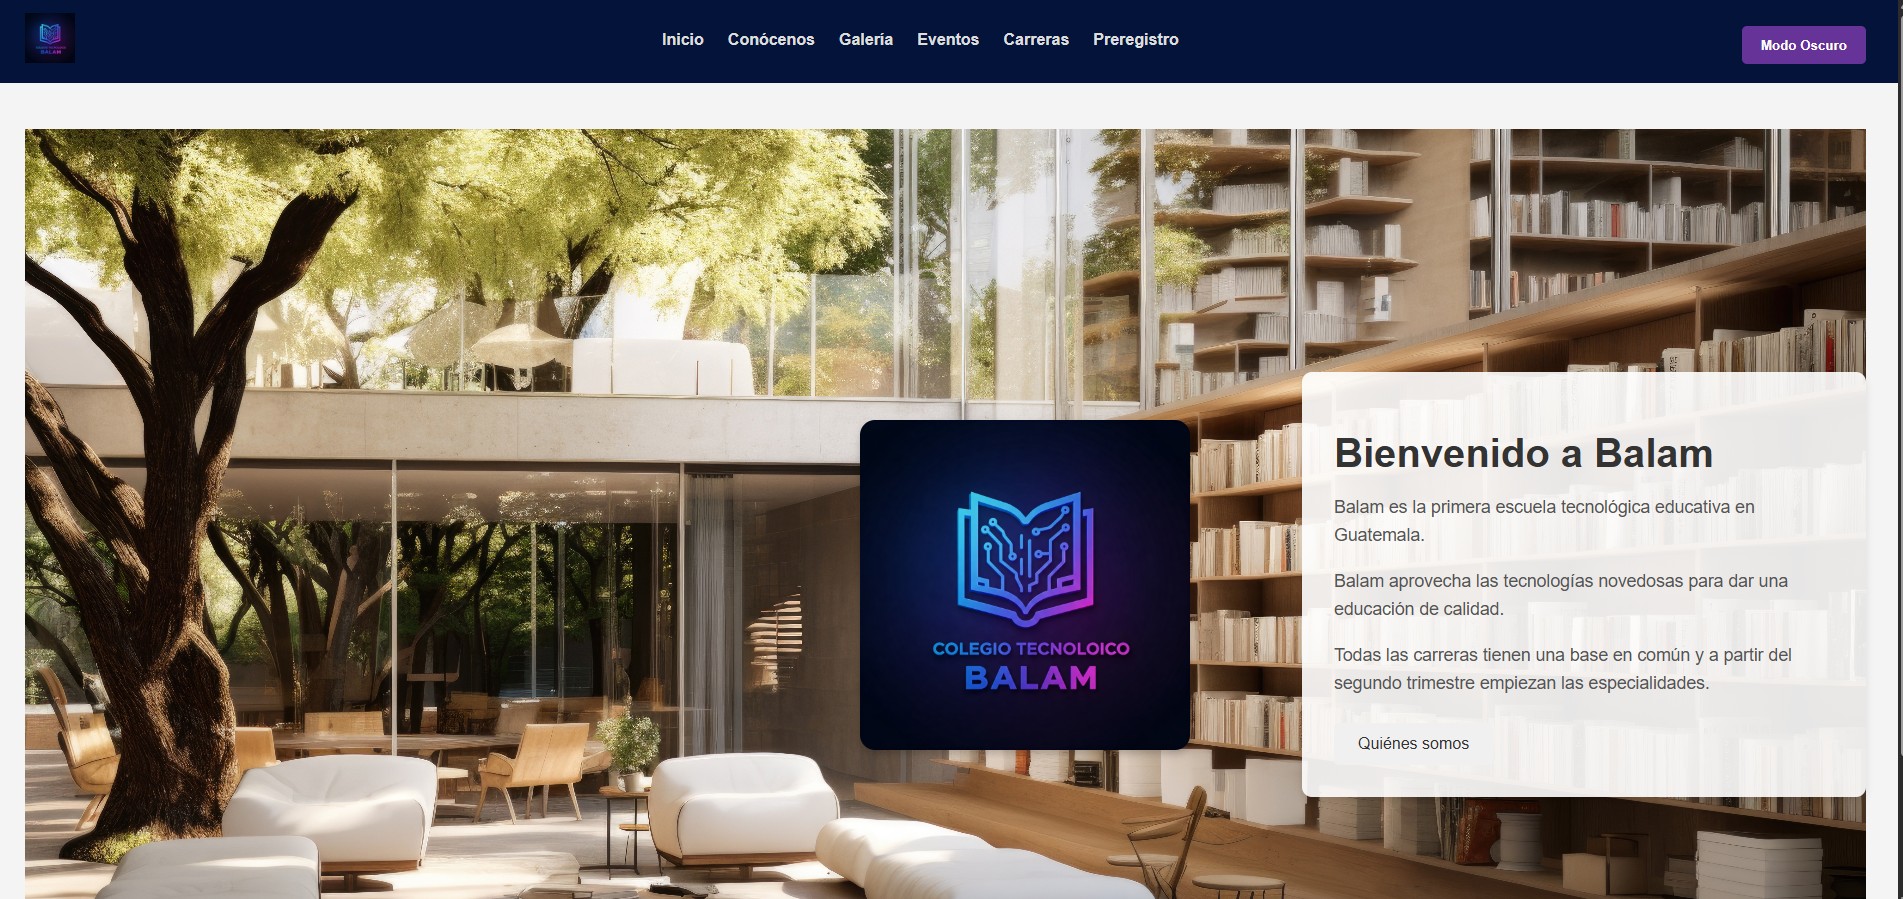 Inicio Conócenos Galería Eventos Carreras Preregistro
Modo Oscuro
COLEGIO TECNOLOICO
BALAM
Bienvenido a Balam
Balam es la primera escuela tecnológica educativa en
Guatemala.
Balam aprovecha las tecnologías novedosas para dar una
educación de calidad.
Todas las carreras tienen una base en común y a partir del
segundo trimestre empiezan las especialidades.
Quiénes somos